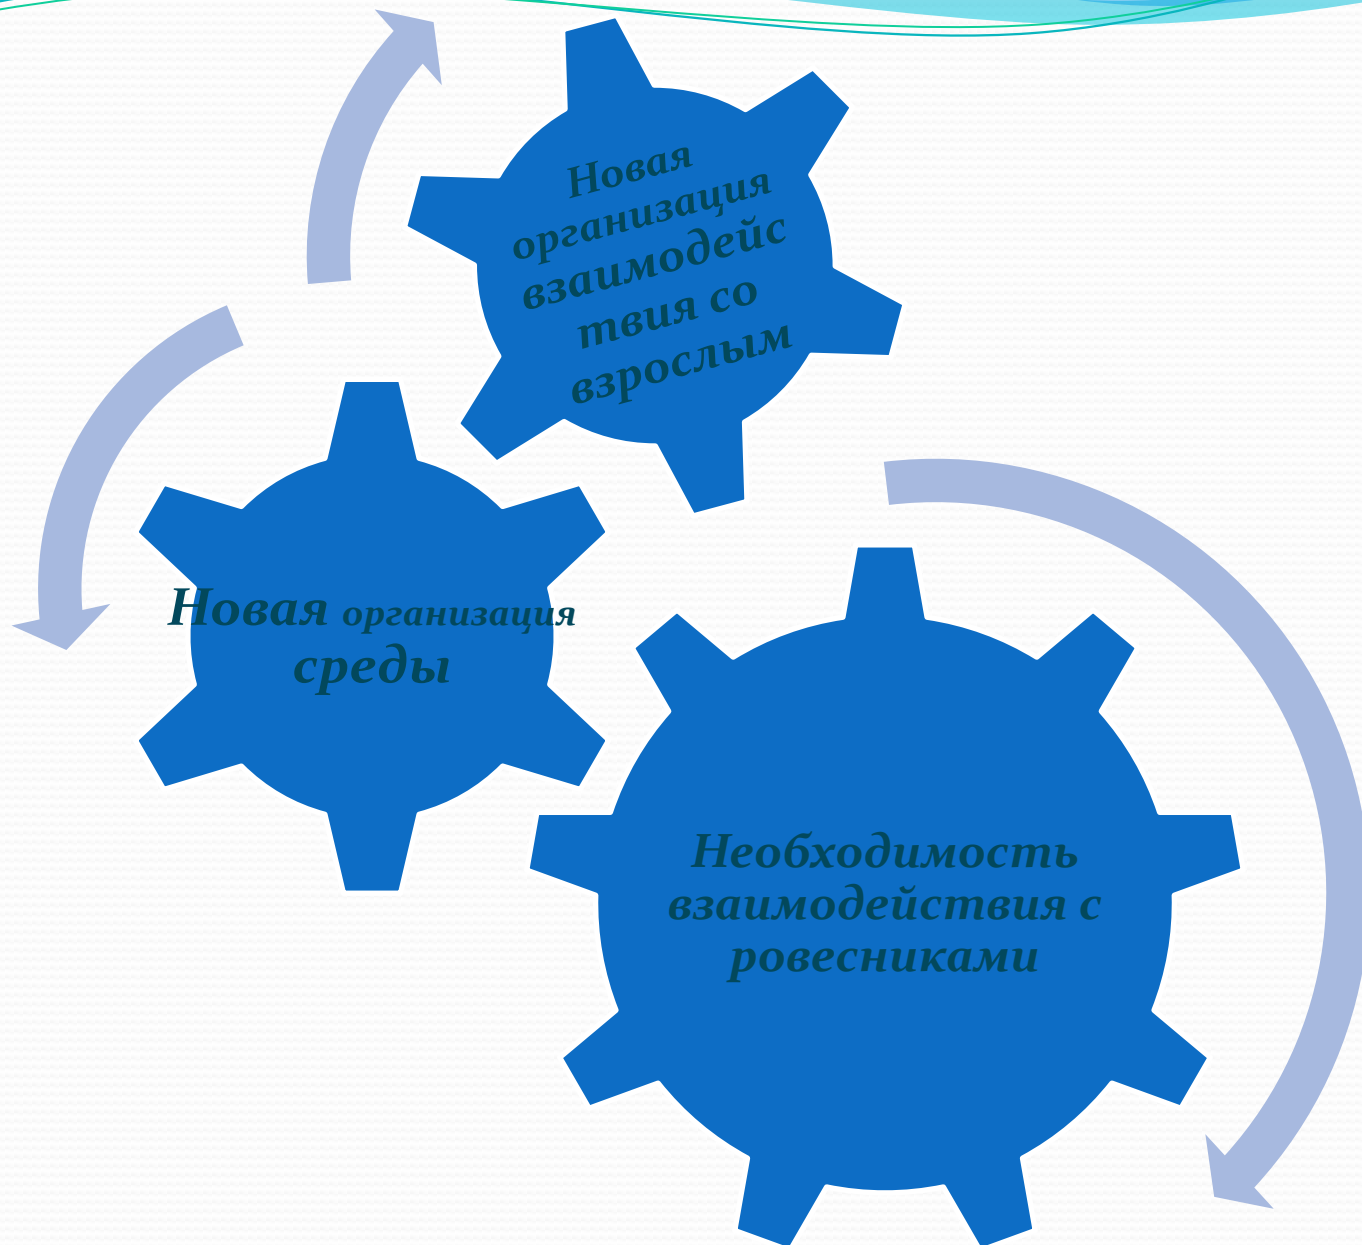 Новая
организация
взаимодейс
твия со
взрослым
Новая организация
среды
Необходимость
взаимодействия с
ровесниками